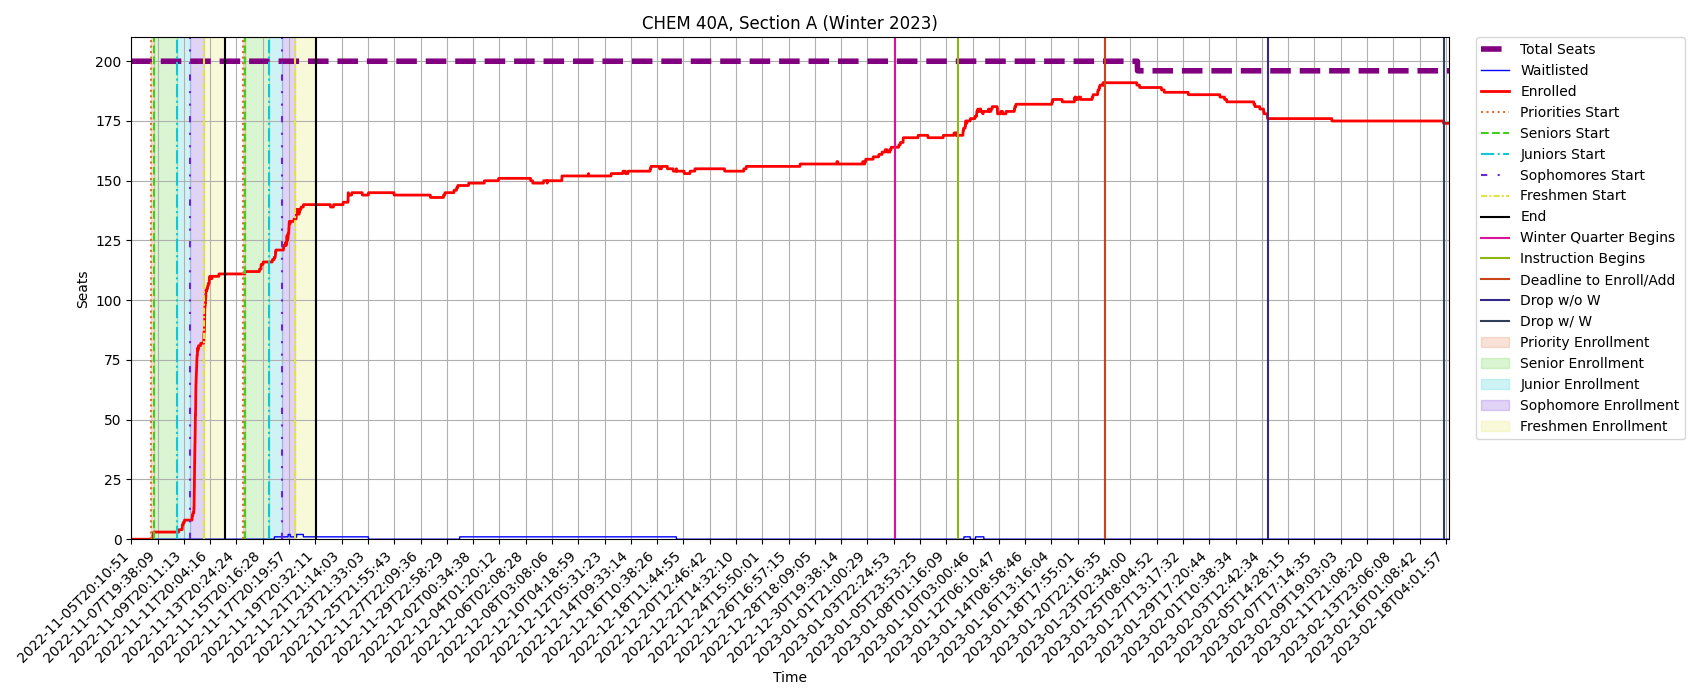 CHEM 40A, Section A (Winter 2023)
Seats
200
175
150
125
100
75
50
25
0
2022-11-05T20:10:51
2022-11-07T19:38:09
2022-11-09T20:11:13
2022-11-11T20:04:16
2022-11-13T20:24:24
2022-11-15T20:16:28
2022-11-17T20:19:57
2022-11-19T20:32:11
2022-11-21T21:14:03
2022-11-23T21:33:03
2022-11-25T21:55:43
2022-11-27T22:09:36
2022-11-29T22:58:29
2022-12-02T00:34:38
2022-12-04T01:20:12
2022-12-06T02:08:28
2022-12-08T03:08:06
2022-12-10T04:18:59
2022-12-12T05:31:23
2022-12-14T09:33:14
2022-12-16T10:38:26
2022-12-18T11:44:55
2022-12-20T12:46:42
2022-12-22T14:32:10
2022-12-24T15:50:01
2022-12-26T16:57:15
2022-12-28T18:09:05
2022-12-30T19:38:14
2023-01-01T21:00:29
2023-01-03T22:24:53
2023-01-05T23:53:25
2023-01-08T01:16:09
2023-01-10T03:00:46
2023-01-12T06:10:47
2023-01-14T08:58:46
2023-01-16T13:16:04
2023-01-18T17:55:01
2023-01-20T22:16:35
2023-01-23T02:34:00
2023-01-25T08:04:52
2023-01-27T13:17:32
2023-01-29T17:20:44
2023-02-01T10:38:34
2023-02-03T12:42:34
2023-02-05T14:28:15
2023-02-07T17:14:35
2023-02-09T19:03:03
2023-02-11T21:08:20
2023-02-13T23:06:08
2023-02-16T01:08:42
2023-02-18T04:01:57
Time
Total Seats
Waitlisted
Enrolled
Priorities Start
Seniors Start
Juniors Start
Sophomores Start
Freshmen Start
End
Winter Quarter Begins
Instruction Begins
Deadline to Enroll/Add
Drop w/o W
Drop w/ W
Priority Enrollment
Senior Enrollment
Junior Enrollment
Sophomore Enrollment
Freshmen Enrollment